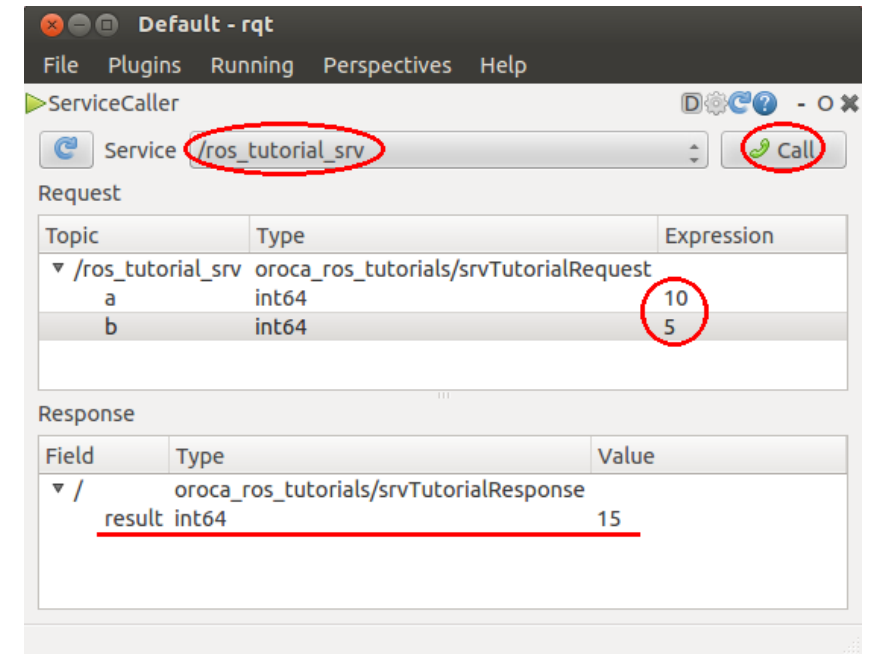 Default - rqt
File Plugins Running Perspectives Help
ServiceCaller D ? - O ✖
Service /ros_tutorial_srv Call
Request
Topic Type Expression
▼ /ros_tutorial_srv oroca_ros_tutorials/srvTutorialRequest
a int64 10
b int64 5
Response
Field Type Value
▼ / oroca_ros_tutorials/srvTutorialResponse
result int64 15